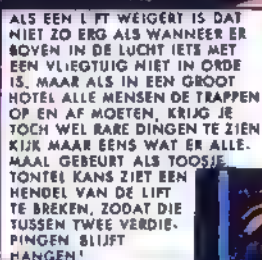 ALS EEN L FT WEIGERT IS DAT
NIET ZO ERG ALS WANNEER ER
BOVEN IN DE LUCHT IETS MET
EEN VLIEGTUIG NIET IN ORDE
IS, MAAR ALS IN EEN GROOT
HOTEL ALLE MENSEN DE TRAPPEN
OP EN AF MOETEN, KRIJG JE
TOCH WEL RARE DINGEN TE ZIEN
KIJK MAAR EENS WAT ER ALLE-
MAAL GEBEURT ALS TOOSJE
TONTEL KANS ZIET EEN
HENDEL VAN DE LIFT
TE BREKEN, ZODAT DIE
TUSSEN TWEE VERDIE-
PINGEN BLIJFT
HANGEN!